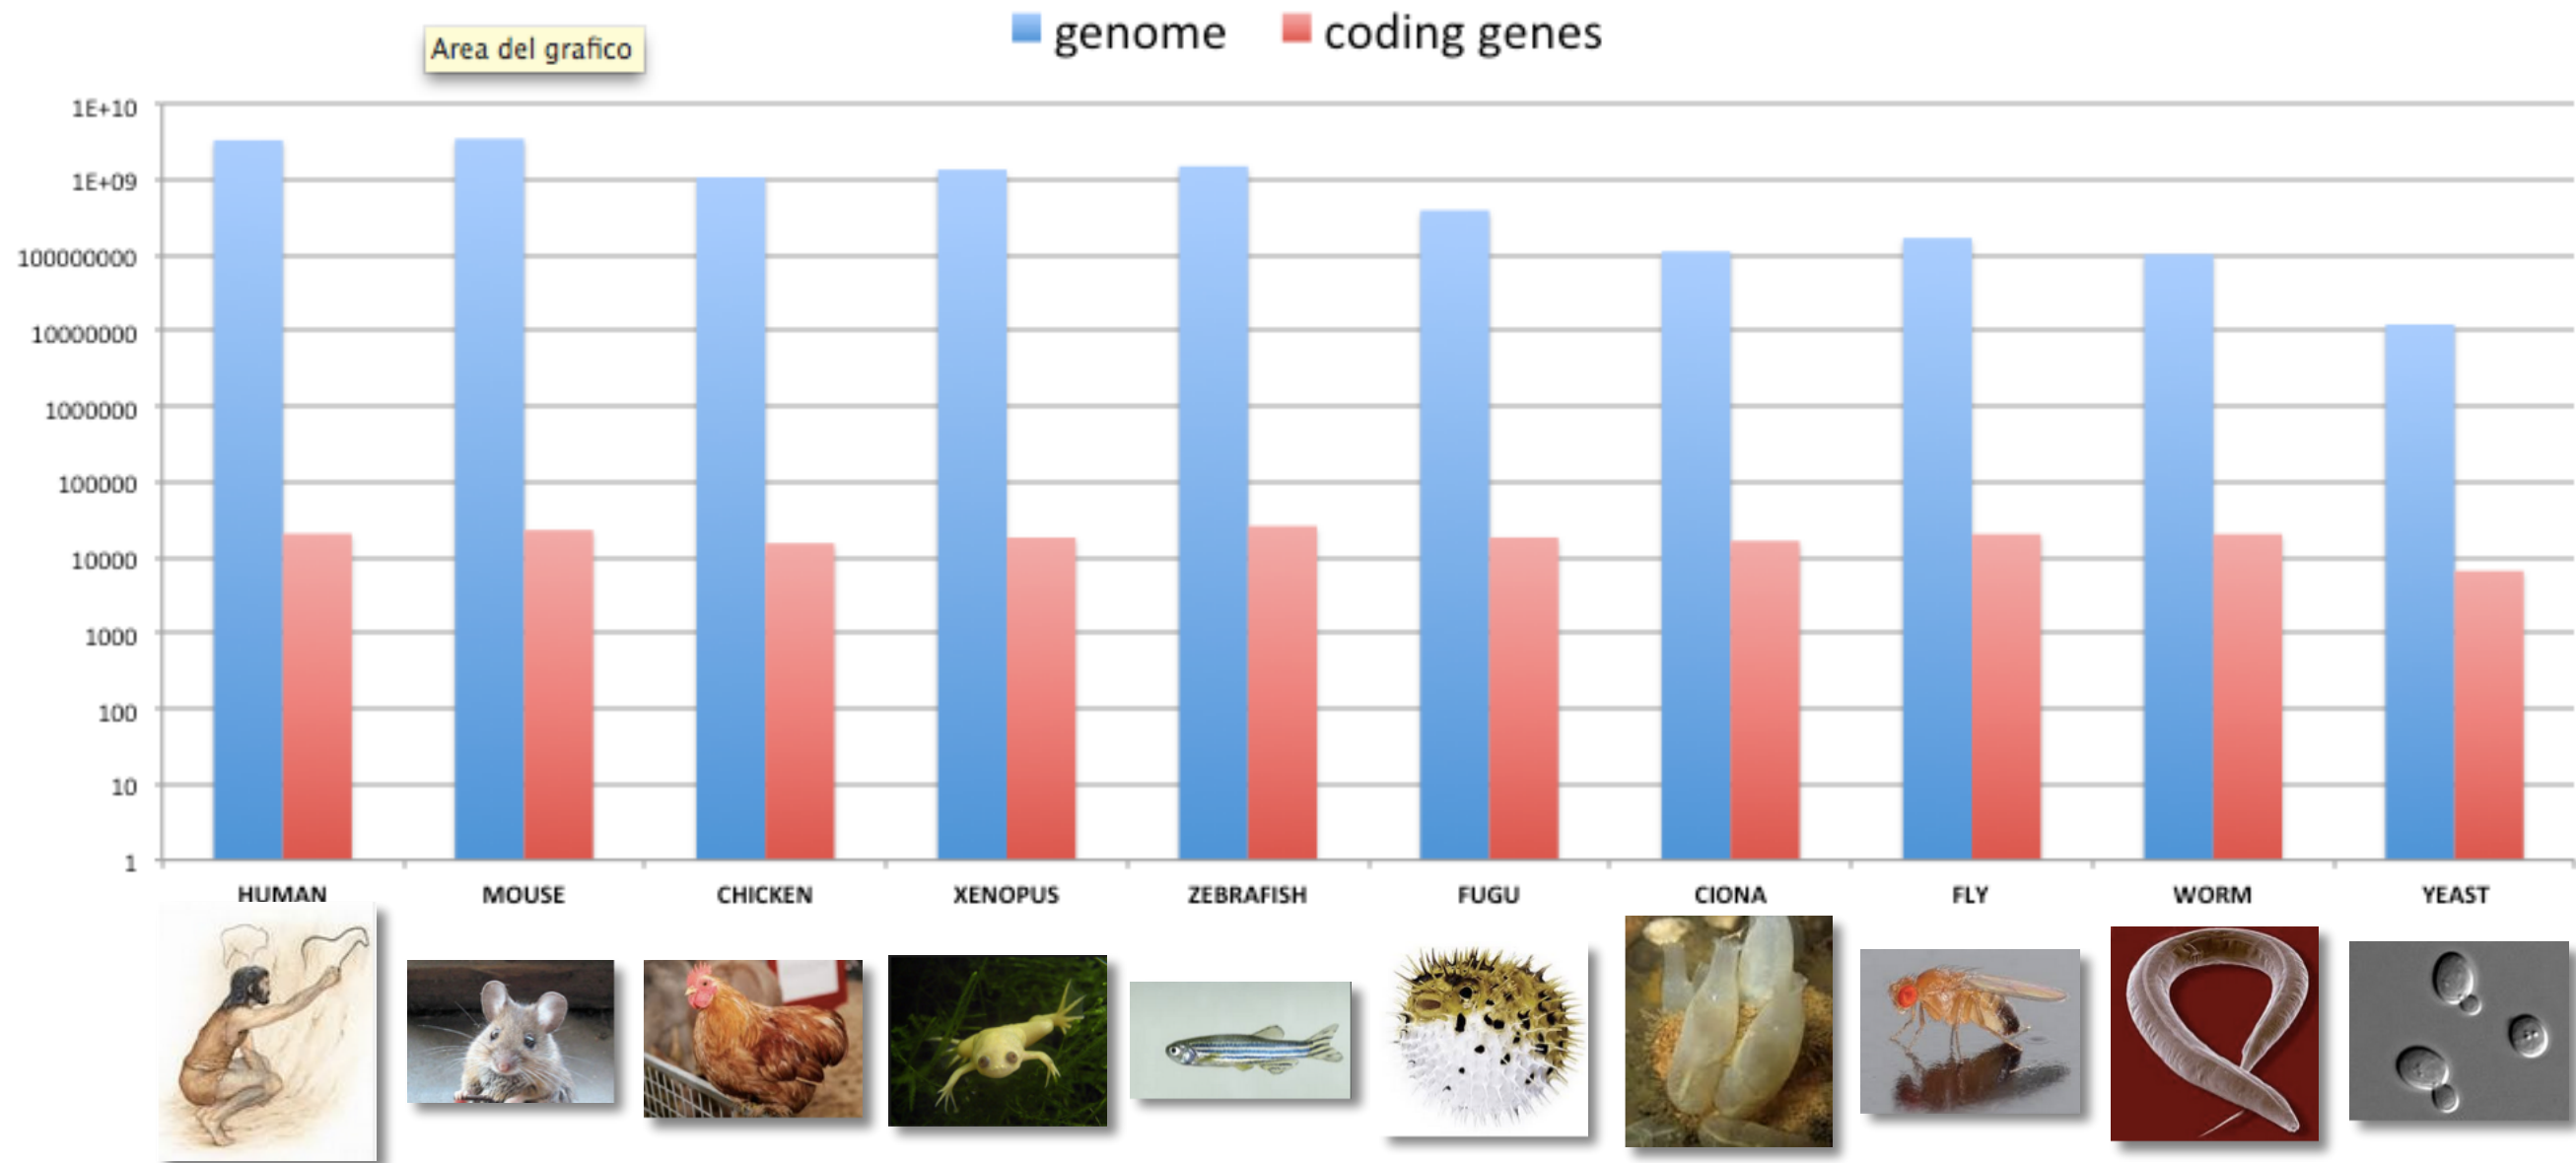 Area del grafico
genome
coding genes
1E+10
1E+09
100000000
10000000
1000000
100000
10000
1000
100
10
1
HUMAN
MOUSE
CHICKEN
XENOPUS
ZEBRAFISH
FUGU
CIONA
FLY
WORM
YEAST